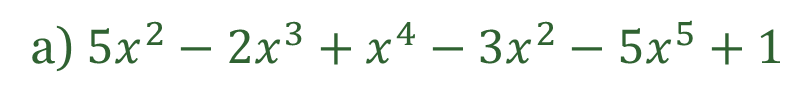 a) 5x² − 2x³ + x⁴ − 3x² − 5x⁵ + 1